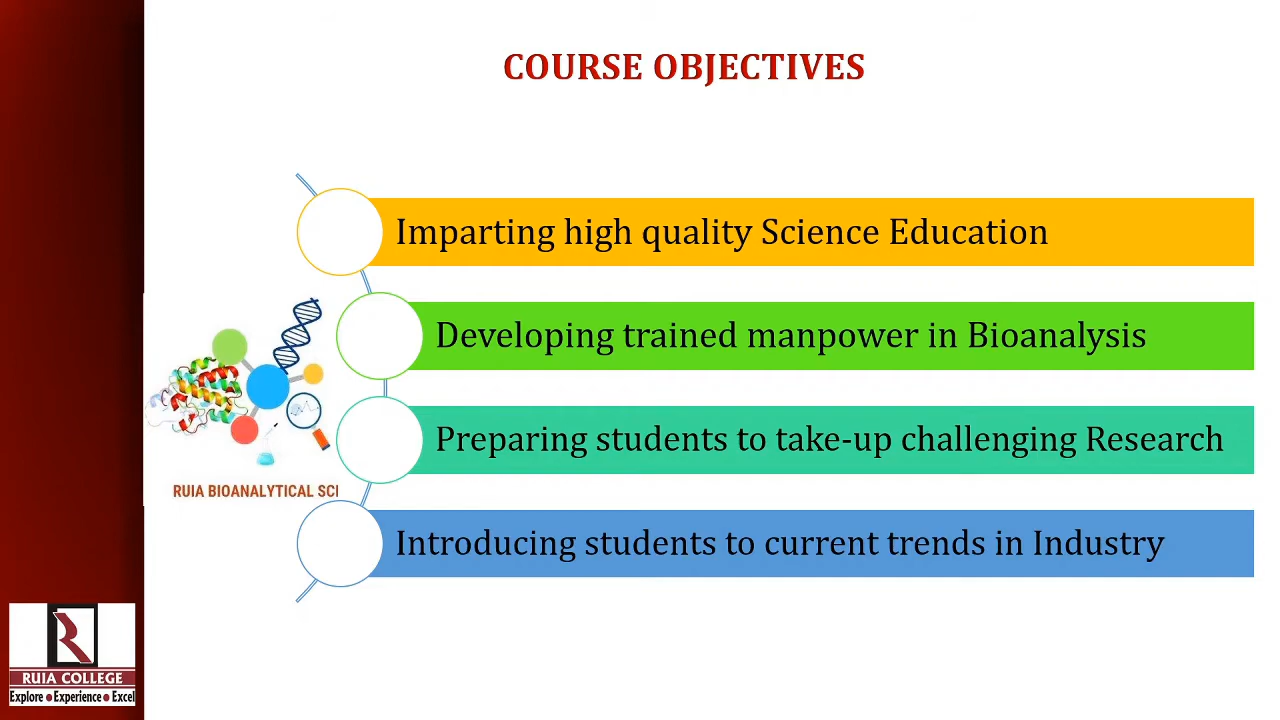 COURSE OBJECTIVES
Imparting high quality Science Education
Developing trained manpower in Bioanalysis
Preparing students to take-up challenging Research
Introducing students to current trends in Industry
RUIA BIOANALYTICAL SCI
RUIA COLLEGE
Explore ● Experience ● Excel